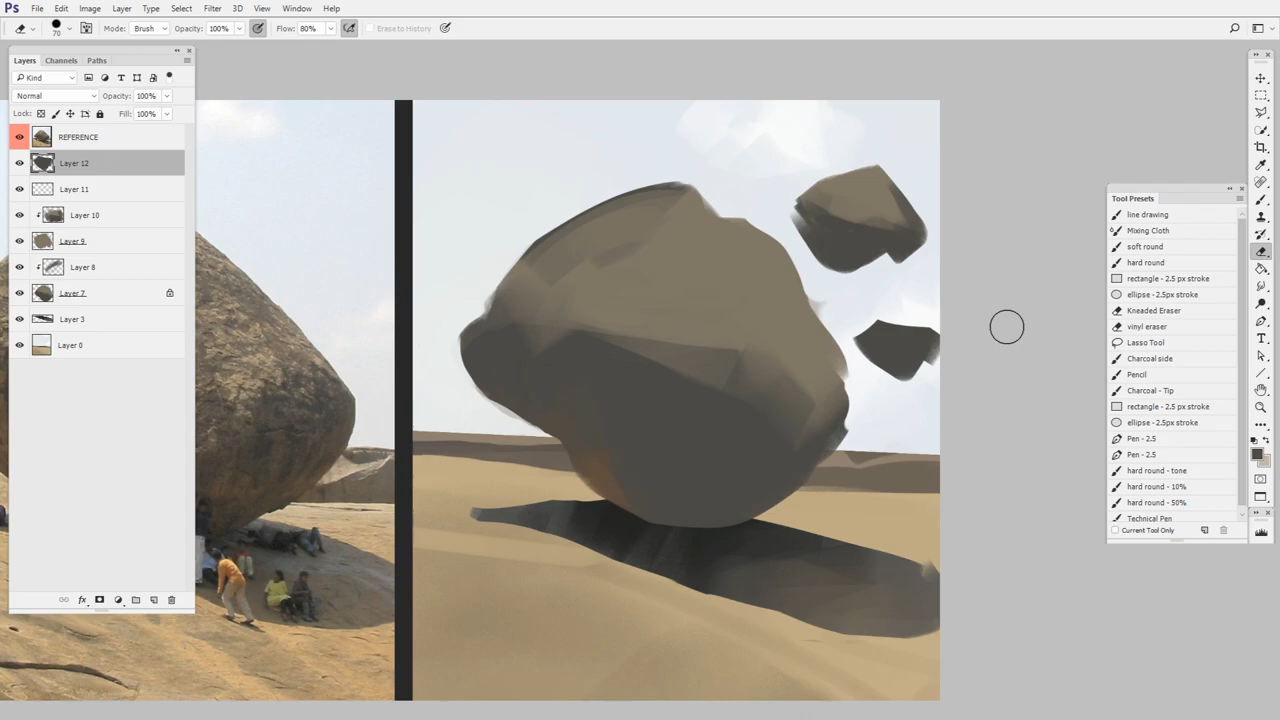 Ps File Edit Image Layer Type Select Filter 3D View Window Help
70 Mode: Brush Opacity: 100% Flow: 80% Erase to History
Layers Channels Paths
Kind
Normal Opacity: 100%
Lock: Fill: 100%
REFERENCE
Layer 12
Layer 11
Layer 10
Layer 9
Layer 8
Layer 7
Layer 3
Layer 0
fx
Tool Presets
line drawing
Mixing Cloth
soft round
hard round
rectangle - 2.5 px stroke
ellipse - 2.5px stroke
Kneaded Eraser
vinyl eraser
Lasso Tool
Charcoal side
Pencil
Charcoal - Tip
rectangle - 2.5 px stroke
ellipse - 2.5px stroke
Pen - 2.5
Pen - 2.5
hard round - tone
hard round - 10%
hard round - 50%
Technical Pen
Current Tool Only